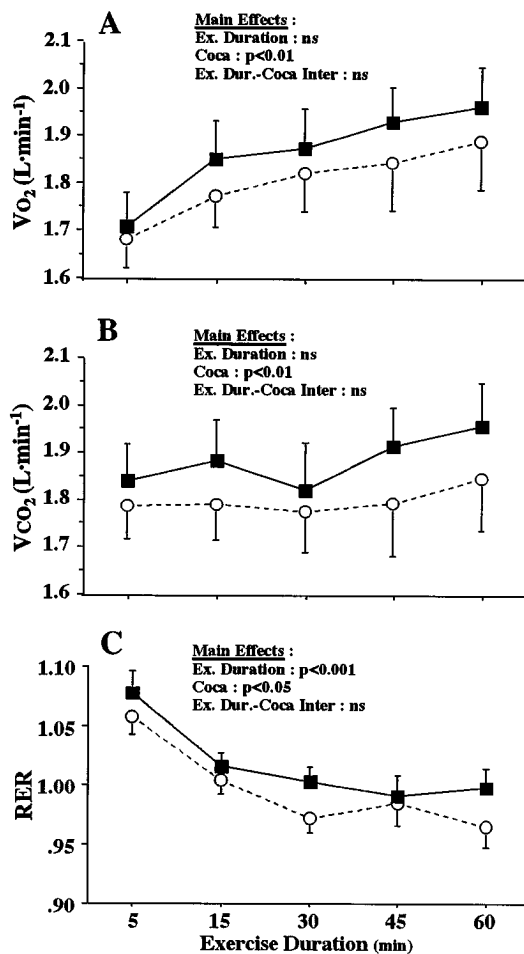 A
Main Effects :
Ex. Duration : ns
Coca : p<0.01
Ex. Dur.-Coca Inter : ns
2.1
2.0
1.9
1.8
1.7
1.6
VO₂ (L·min⁻¹)
B
Main Effects :
Ex. Duration : ns
Coca : p<0.01
Ex. Dur.-Coca Inter : ns
2.1
2.0
1.9
1.8
1.7
1.6
VCO₂ (L·min⁻¹)
C
Main Effects :
Ex. Duration : p<0.001
Coca : p<0.05
Ex. Dur.-Coca Inter : ns
1.10
1.05
1.00
.95
.90
RER
5 15 30 45 60
Exercise Duration (min)